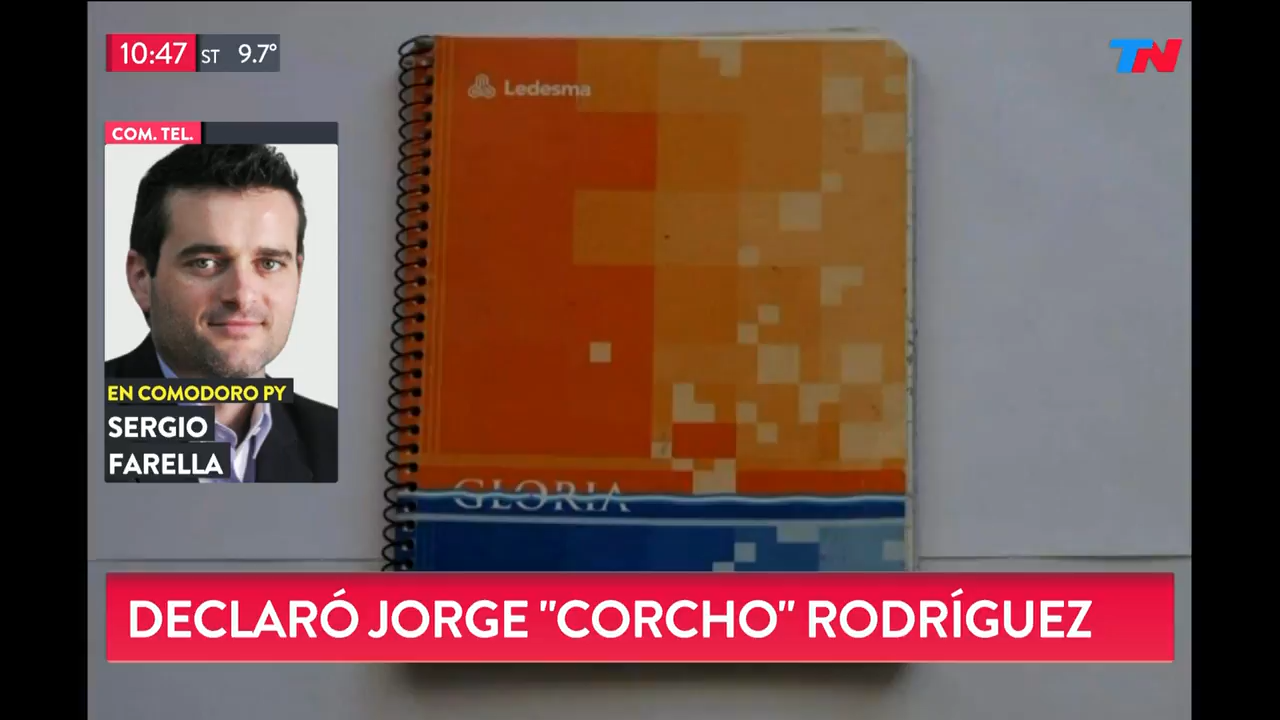 10:47 ST 9.7°
TN
Ledesma
COM. TEL.
EN COMODORO PY
SERGIO
FARELLA
GLORIA
DECLARÓ JORGE "CORCHO" RODRÍGUEZ